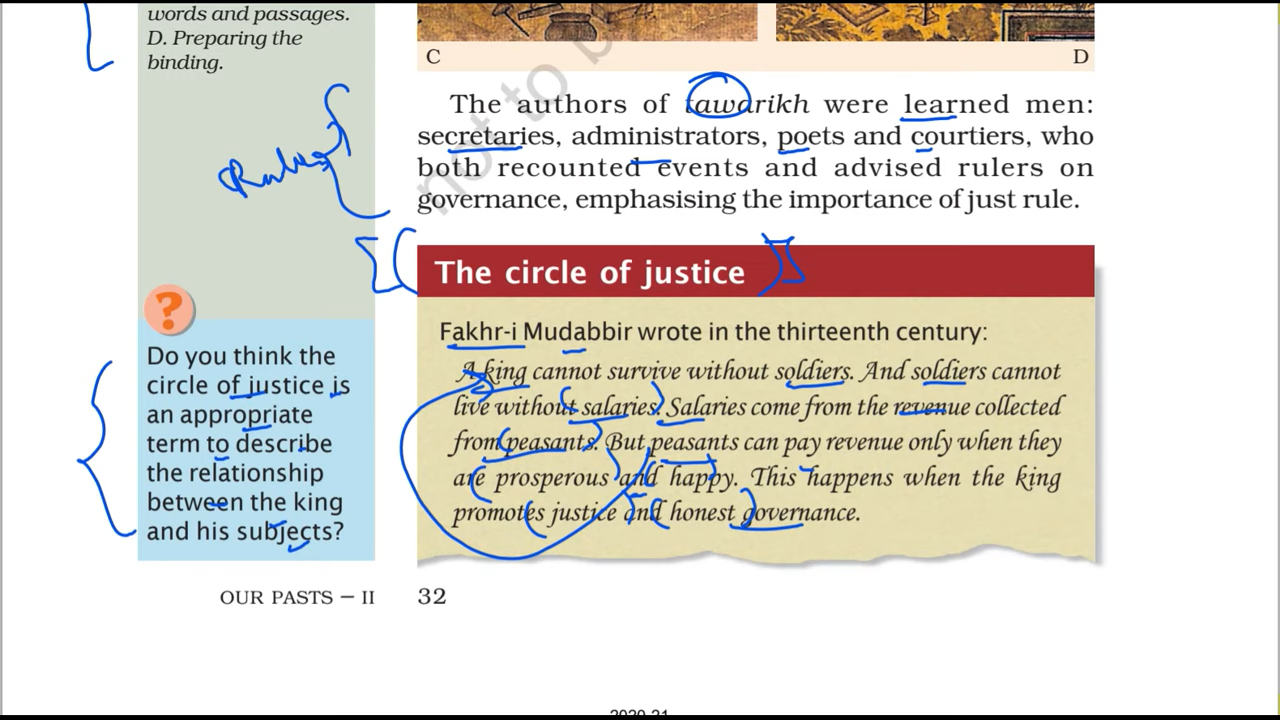 words and passages.
D. Preparing the
binding.
C
D
not to b
The authors of tawarikh were learned men:
secretaries, administrators, poets and courtiers, who
both recounted events and advised rulers on
governance, emphasising the importance of just rule.
Rulers
The circle of justice
Fakhr-i Mudabbir wrote in the thirteenth century:
A king cannot survive without soldiers. And soldiers cannot
live without salaries. Salaries come from the revenue collected
from peasants. But peasants can pay revenue only when they
are prosperous and happy. This happens when the king
promotes justice and honest governance.
?
Do you think the
circle of justice is
an appropriate
term to describe
the relationship
between the king
and his subjects?
OUR PASTS – II 32
2020-21